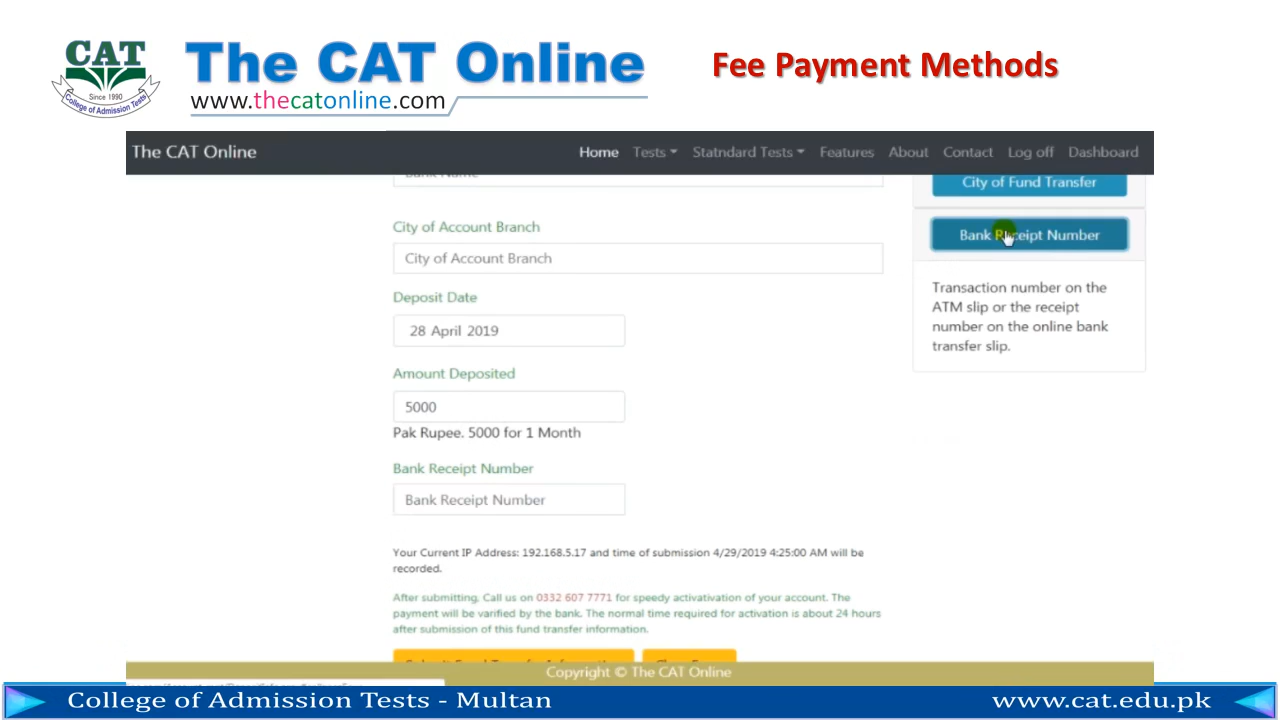 CAT
Since 1990
College of Admission Tests
The CAT Online
www.thecatonline.com
Fee Payment Methods
The CAT Online
Home Tests Statndard Tests Features About Contact Log off Dashboard
Bank Name
City of Fund Transfer
City of Account Branch
City of Account Branch
Bank Receipt Number
Transaction number on the
ATM slip or the receipt
number on the online bank
transfer slip.
Deposit Date
28 April 2019
Amount Deposited
5000
Pak Rupee. 5000 for 1 Month
Bank Receipt Number
Bank Receipt Number
Your Current IP Address: 192.168.5.17 and time of submission 4/29/2019 4:25:00 AM will be
recorded.
After submitting, Call us on 0332 607 7771 for speedy activativation of your account. The
payment will be varified by the bank. The normal time required for activation is about 24 hours
after submission of this fund transfer information.
Copyright © The CAT Online
College of Admission Tests - Multan
www.cat.edu.pk